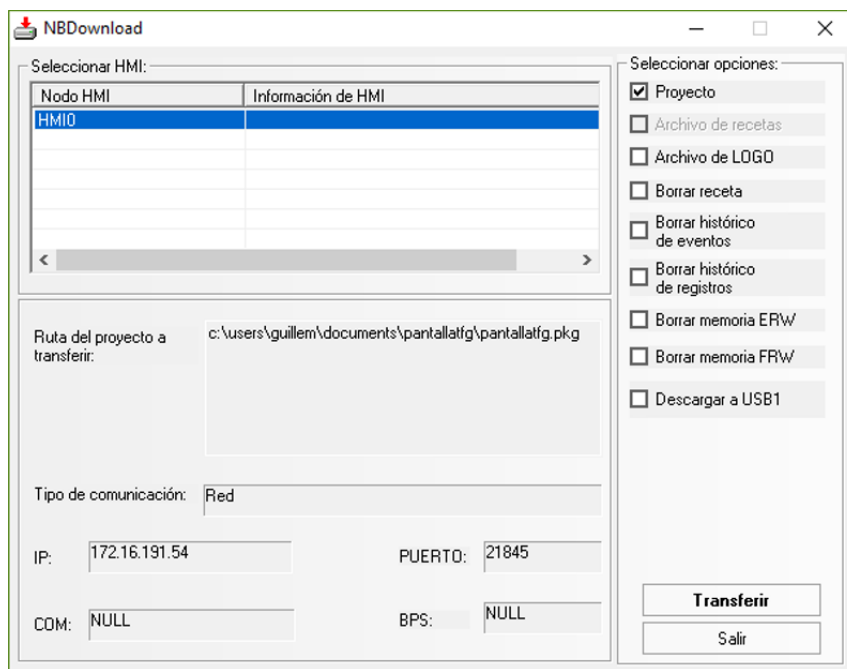 NBDownload
Seleccionar HMI:
Nodo HMI Información de HMI
HMI0
Ruta del proyecto a
transferir:
c:\users\guillem\documents\pantallatfg\pantallatfg.pkg
Tipo de comunicación: Red
IP: 172.16.191.54 PUERTO: 21845
COM: NULL BPS: NULL
Seleccionar opciones:
Proyecto
Archivo de recetas
Archivo de LOGO
Borrar receta
Borrar histórico
de eventos
Borrar histórico
de registros
Borrar memoria ERW
Borrar memoria FRW
Descargar a USB1
Transferir
Salir